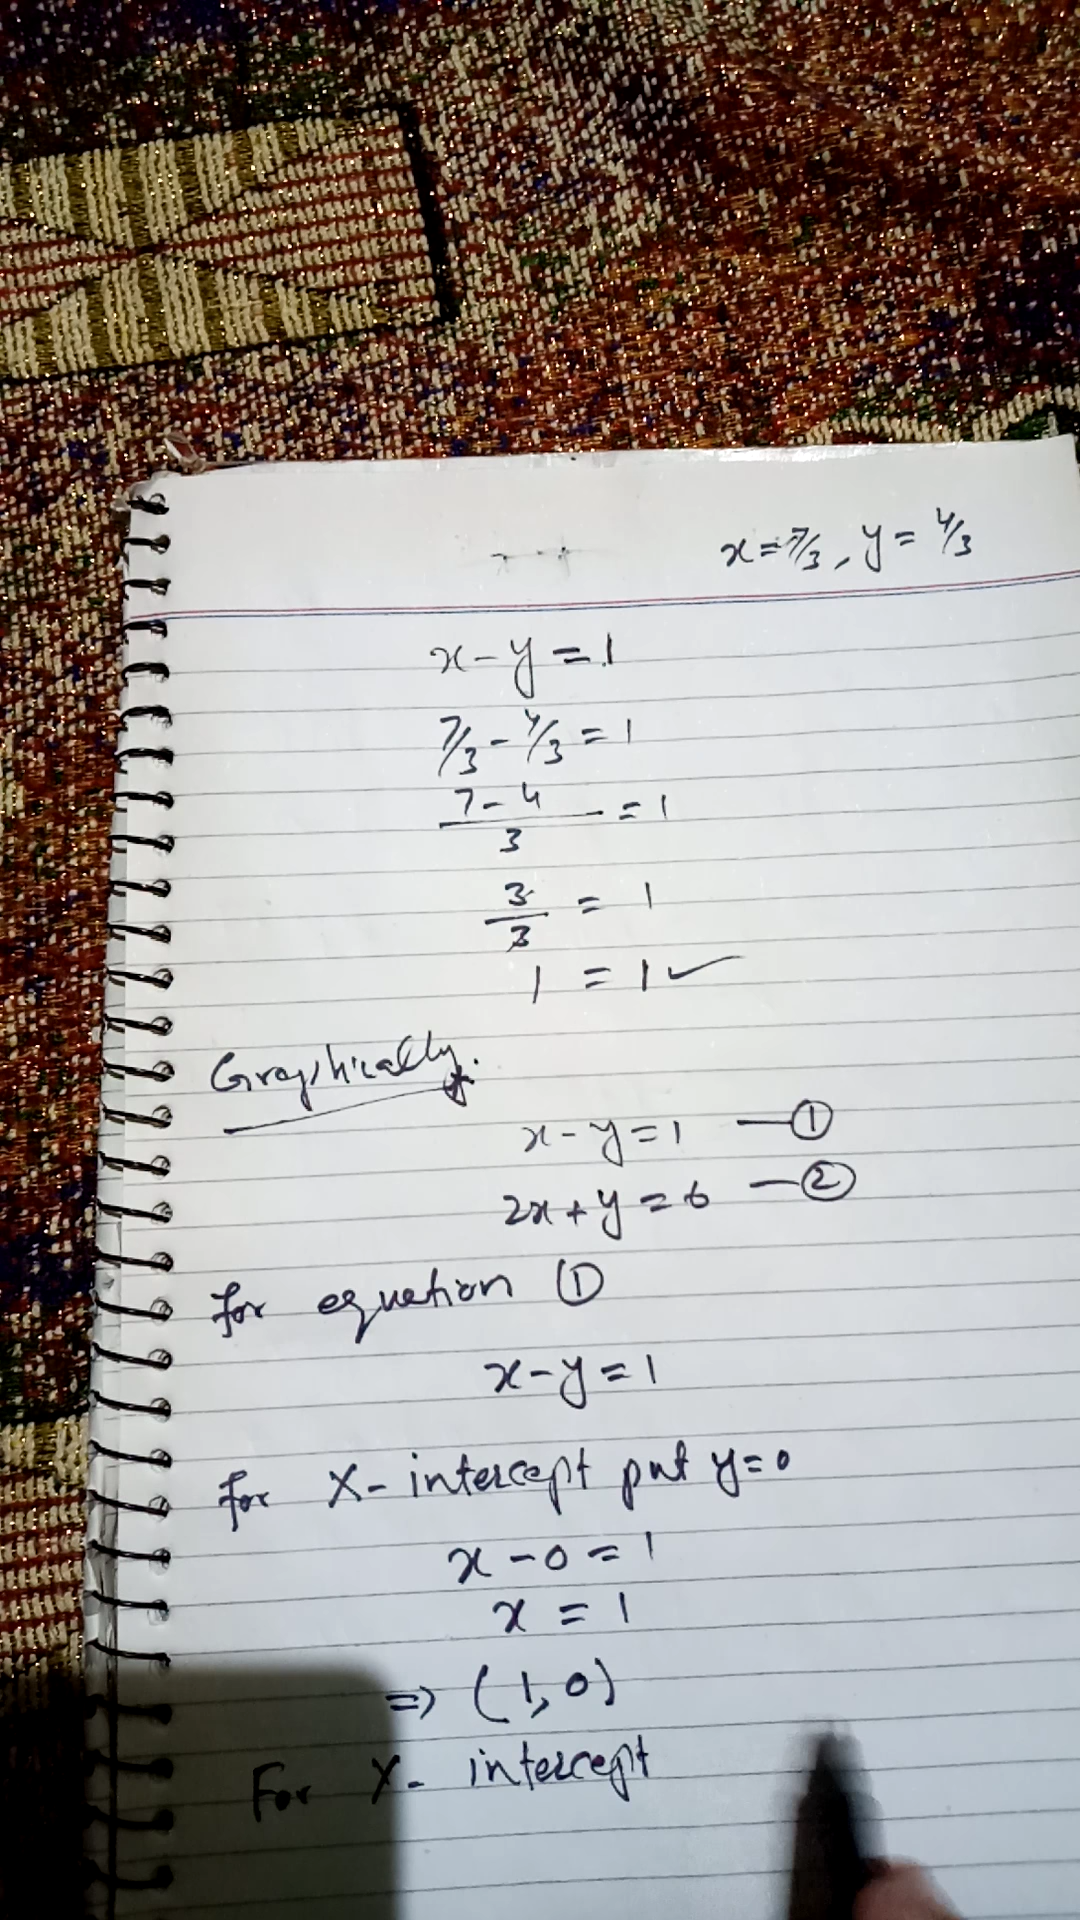 x = 7/3, y = 4/3
x - y = 1
7/3 - 4/3 = 1
7 - 4 / 3 = 1
3 / 3 = 1
1 = 1 ✓
Graphically.
x - y = 1 — ①
2x + y = 6 — ②
for equation ①
x - y = 1
for X- intercept put y = 0
x - 0 = 1
x = 1
=> (1, 0)
For Y- intercept